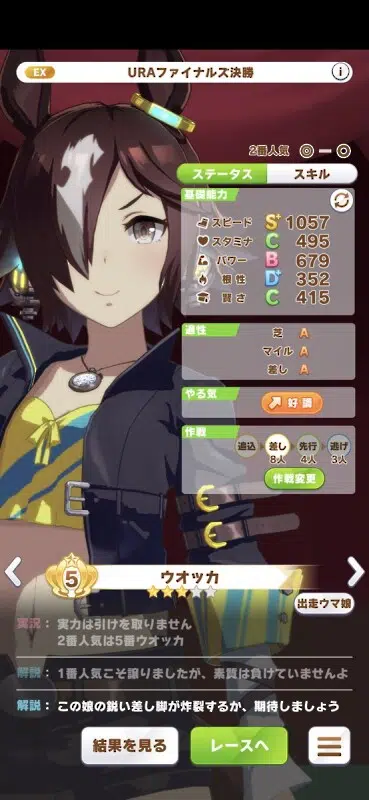 EX URAファイナルズ決勝
2番人気 ◎ー○
ステータス スキル
基礎能力
スピード S+ 1057
スタミナ C 495
パワー B 679
根性 D+ 352
賢さ C 415
適性
芝 A
マイル A
差し A
やる気
好調
作戦
追込 差し 先行 逃げ
8人 4人 3人
作戦変更
5 ウオッカ
出走ウマ娘
実況：実力は引けを取りません
2番人気は5番ウオッカ
解説：1番人気こそ譲りましたが、素質は負けていませんよ
解説：この娘の鋭い差し脚が炸裂するか、期待しましょう
結果を見る レースへ